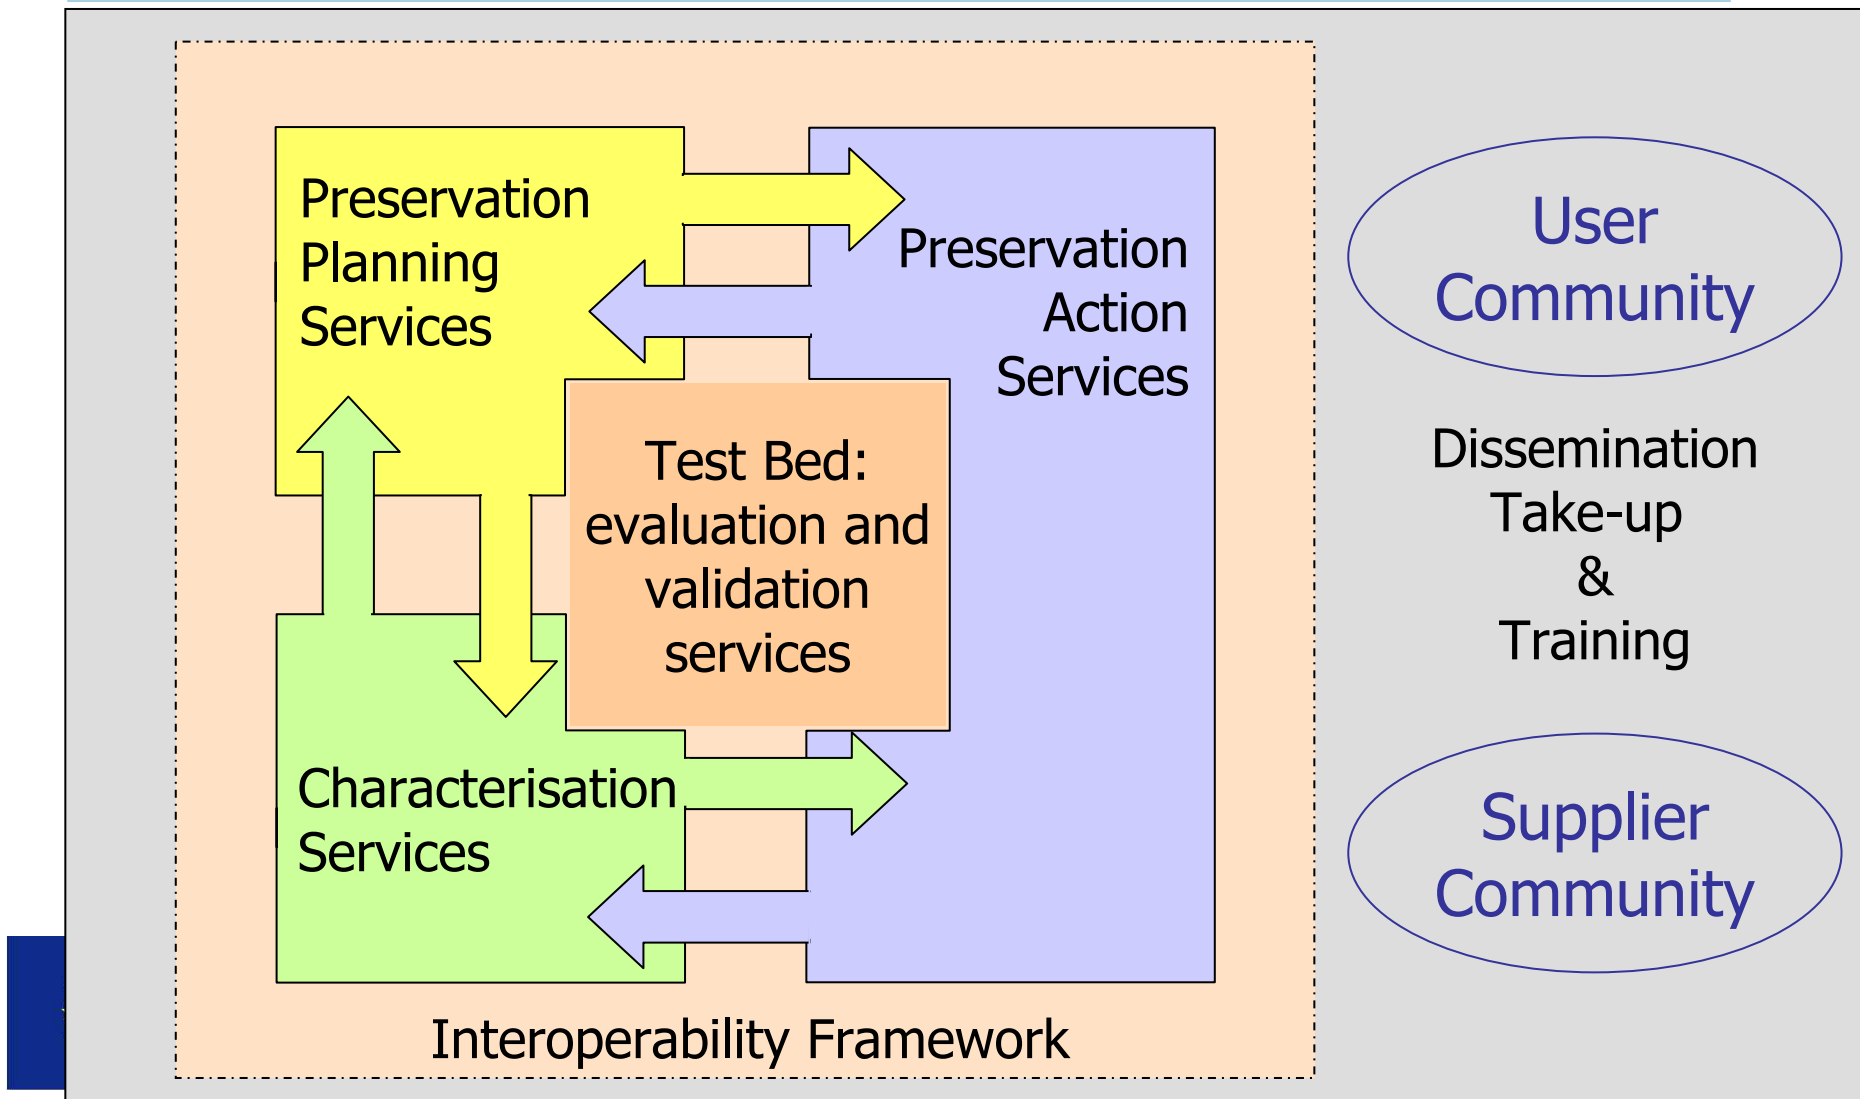 Preservation
Planning
Services
Preservation
Action
Services
Test Bed:
evaluation and
validation
services
Characterisation
Services
Interoperability Framework
User
Community
Dissemination
Take-up
&
Training
Supplier
Community